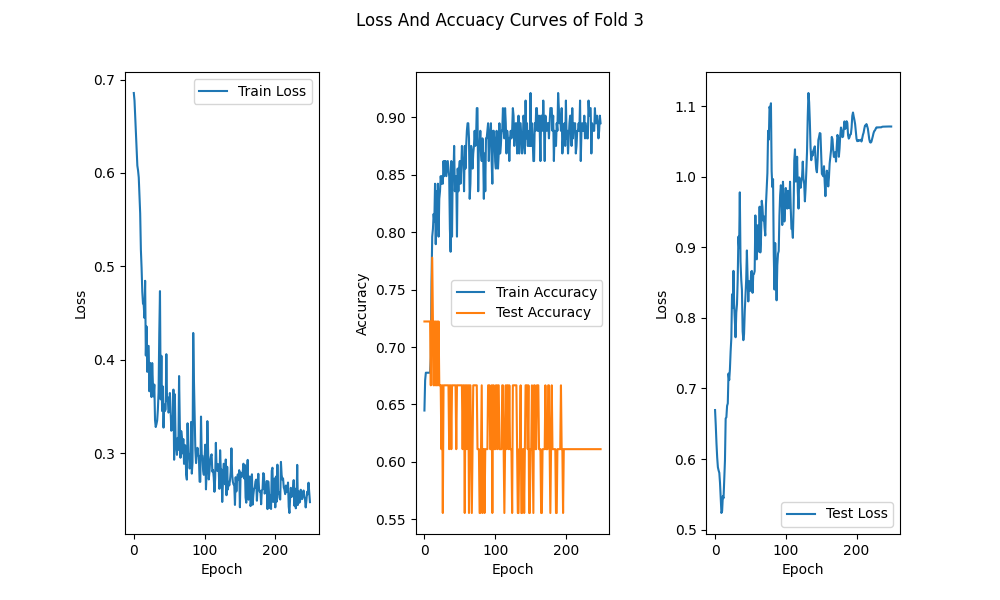 Loss And Accuacy Curves of Fold 3
0.7
0.6
0.5
0.4
0.3
Loss
0
100
200
Epoch
Train Loss
0.90
0.85
0.80
0.75
0.70
0.65
0.60
0.55
Accuracy
0
100
200
Epoch
Train Accuracy
Test Accuracy
1.1
1.0
0.9
0.8
0.7
0.6
0.5
Loss
0
100
200
Epoch
Test Loss